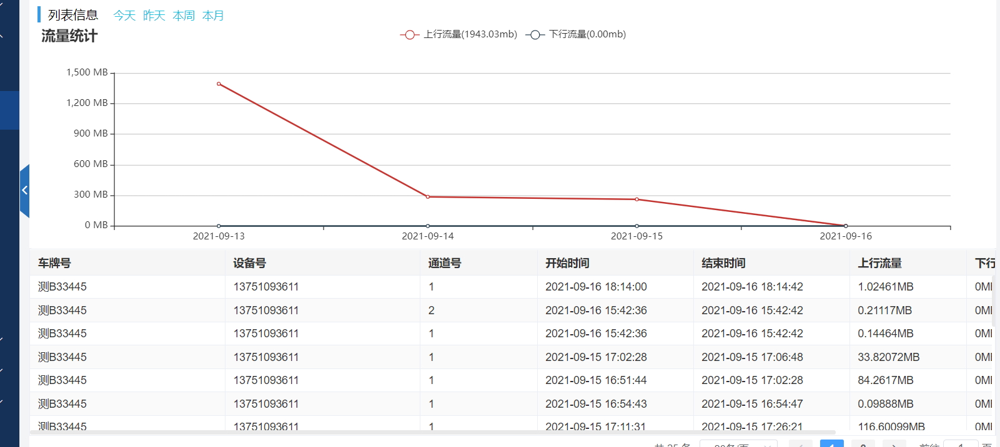 列表信息 今天 昨天 本周 本月
流量统计
上行流量(1943.03mb) 下行流量(0.00mb)
1,500 MB
1,200 MB
900 MB
600 MB
300 MB
0 MB
2021-09-13 2021-09-14 2021-09-15 2021-09-16
车牌号 设备号 通道号 开始时间 结束时间 上行流量 下行
测B33445 13751093611 1 2021-09-16 18:14:00 2021-09-16 18:14:42 1.02461MB 0MI
测B33445 13751093611 2 2021-09-16 15:42:36 2021-09-16 15:42:42 0.21117MB 0MI
测B33445 13751093611 1 2021-09-16 15:42:36 2021-09-16 15:42:42 0.14464MB 0MI
测B33445 13751093611 1 2021-09-15 17:02:28 2021-09-15 17:06:48 33.82072MB 0MI
测B33445 13751093611 1 2021-09-15 16:51:44 2021-09-15 17:02:28 84.2617MB 0MI
测B33445 13751093611 1 2021-09-15 16:54:43 2021-09-15 16:54:47 0.09888MB 0MI
测B33445 13751093611 1 2021-09-15 17:11:31 2021-09-15 17:26:21 116.60099MB 0MI
前往 1 页